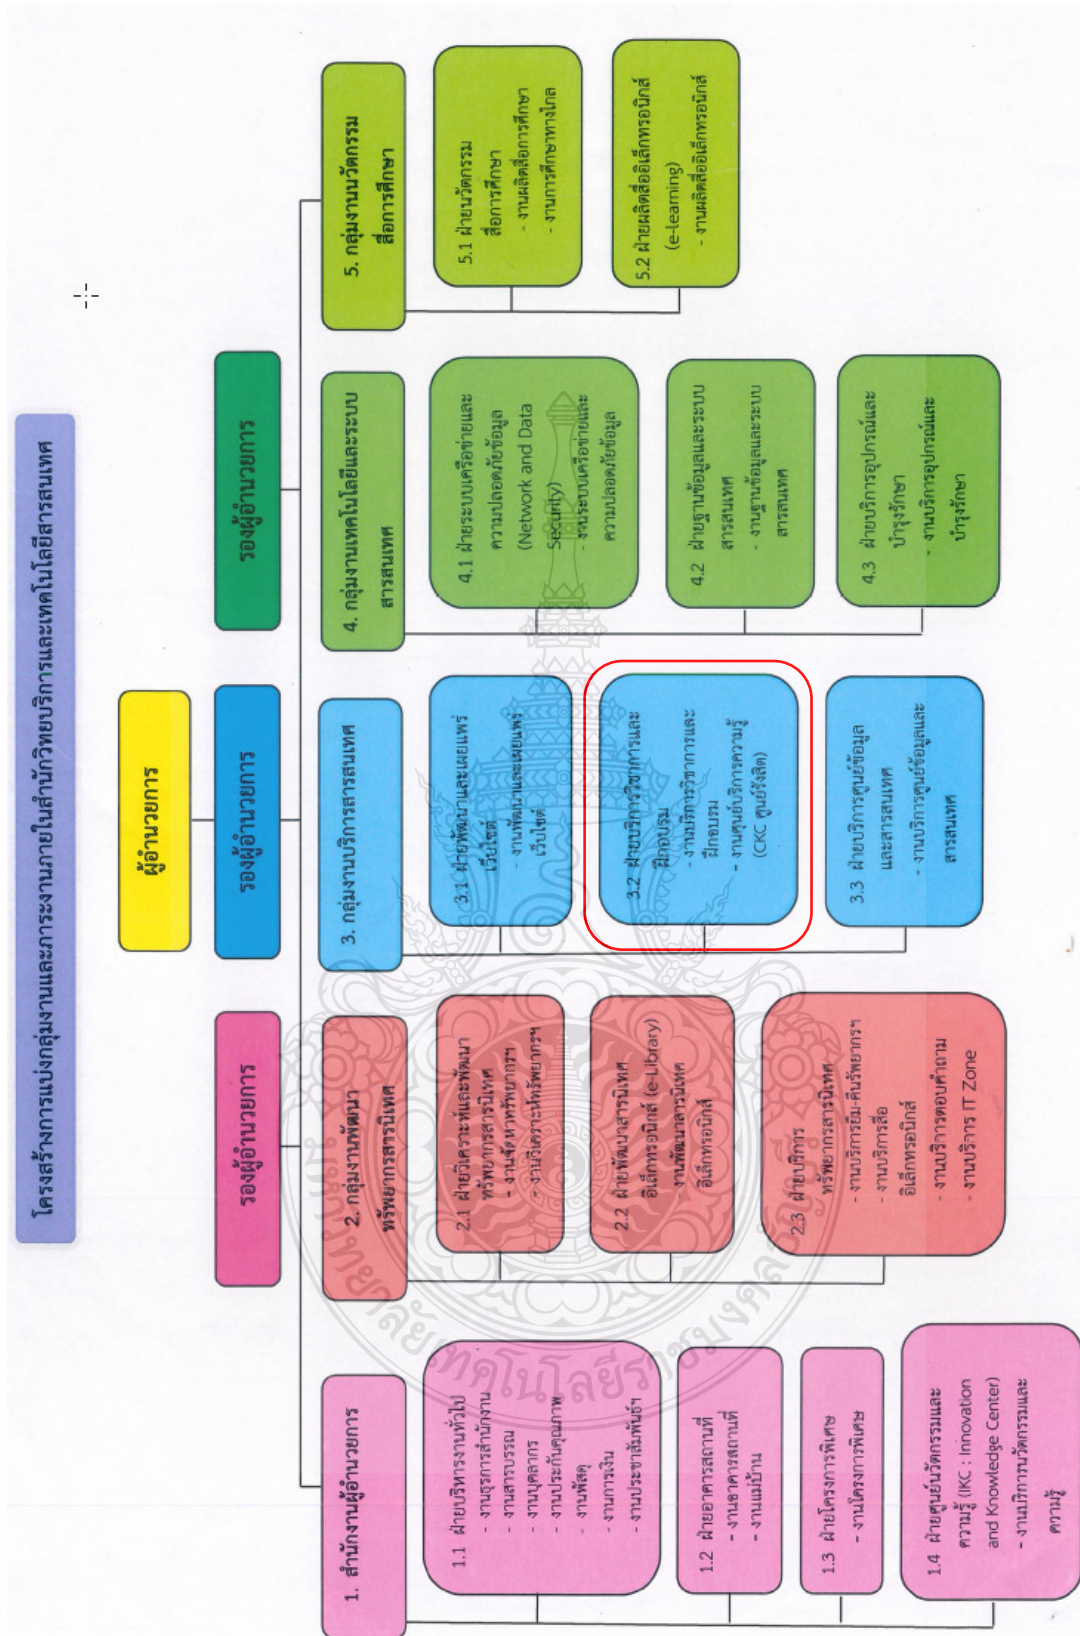 โครงสร้างการแบ่งกลุ่มงานและภาระงานภายในสำนักวิทยบริการและเทคโนโลยีสารสนเทศ
ผู้อำนวยการ
รองผู้อำนวยการ
รองผู้อำนวยการ
รองผู้อำนวยการ
1. สำนักงานผู้อำนวยการ
1.1 ฝ่ายบริหารงานทั่วไป
- งานธุรการสำนักงาน
- งานสารบรรณ
- งานบุคลากร
- งานประกันคุณภาพ
- งานพัสดุ
- งานการเงิน
- งานประชาสัมพันธ์ฯ
1.2 ฝ่ายอาคารสถานที่
- งานอาคารสถานที่
- งานแม่บ้าน
1.3 ฝ่ายโครงการพิเศษ
- งานโครงการพิเศษ
1.4 ฝ่ายศูนย์นวัตกรรมและ
ความรู้ (IKC : Innovation
and Knowledge Center)
- งานบริการนวัตกรรมและ
ความรู้
2. กลุ่มงานพัฒนา
ทรัพยากรสารนิเทศ
2.1 ฝ่ายวิเคราะห์และพัฒนา
ทรัพยากรสารนิเทศ
- งานจัดหาทรัพยากรฯ
- งานวิเคราะห์ทรัพยากรฯ
2.2 ฝ่ายพัฒนาสารนิเทศ
อิเล็กทรอนิกส์ (e-Library)
- งานพัฒนาสารนิเทศ
อิเล็กทรอนิกส์
2.3 ฝ่ายบริการ
ทรัพยากรสารนิเทศ
- งานบริการยืม-คืนทรัพยากรฯ
- งานบริการสื่อ
อิเล็กทรอนิกส์
- งานบริการตอบคำถาม
- งานบริการ IT Zone
3. กลุ่มงานบริการสารสนเทศ
3.1 ฝ่ายพัฒนาและเผยแพร่
เว็บไซต์
- งานพัฒนาและเผยแพร่
เว็บไซต์
3.2 ฝ่ายบริการวิชาการและ
ฝึกอบรม
- งานบริการวิชาการและ
ฝึกอบรม
- งานศูนย์บริการความรู้
(CKC ศูนย์รังสิต)
3.3 ฝ่ายบริการศูนย์ข้อมูล
และสารสนเทศ
- งานบริการศูนย์ข้อมูลและ
สารสนเทศ
4. กลุ่มงานเทคโนโลยีและระบบ
สารสนเทศ
4.1 ฝ่ายระบบเครือข่ายและ
ความปลอดภัยข้อมูล
(Network and Data
Security)
- งานระบบเครือข่ายและ
ความปลอดภัยข้อมูล
4.2 ฝ่ายฐานข้อมูลและระบบ
สารสนเทศ
- งานฐานข้อมูลและระบบ
สารสนเทศ
4.3 ฝ่ายบริการอุปกรณ์และ
บำรุงรักษา
- งานบริการอุปกรณ์และ
บำรุงรักษา
5. กลุ่มงานนวัตกรรม
สื่อการศึกษา
5.1 ฝ่ายนวัตกรรม
สื่อการศึกษา
- งานผลิตสื่อการศึกษา
- งานการศึกษาทางไกล
5.2 ฝ่ายผลิตสื่ออิเล็กทรอนิกส์
(e-learning)
- งานผลิตสื่ออิเล็กทรอนิกส์
มหาวิทยาลัยเทคโนโลยีราชมงคลธัญบุรี